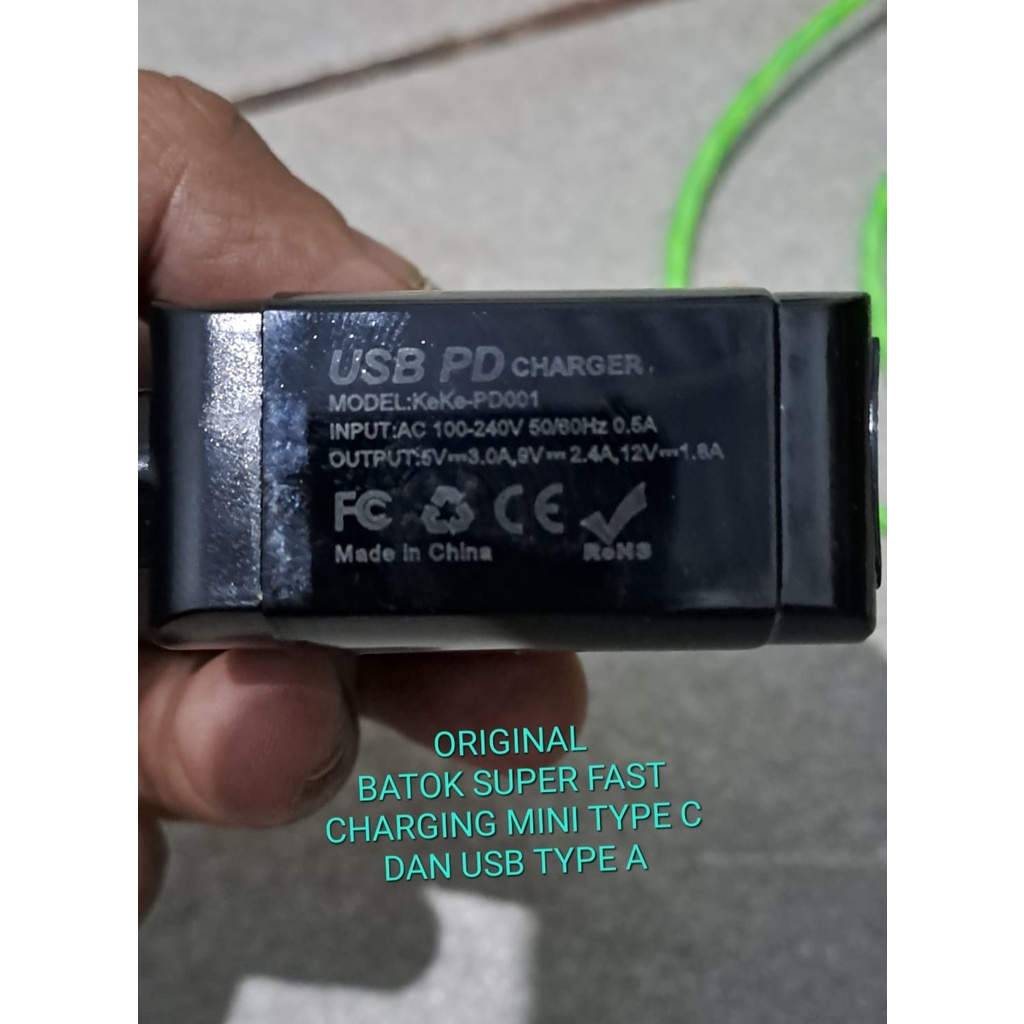 USB PD CHARGER
MODEL:KeKe-PD001
INPUT:AC 100-240V 50/60Hz 0.5A
OUTPUT:5V⎓3.0A,9V⎓2.4A,12V⎓1.8A
FC CE
Made in China RoHS
ORIGINAL
BATOK SUPER FAST
CHARGING MINI TYPE C
DAN USB TYPE A